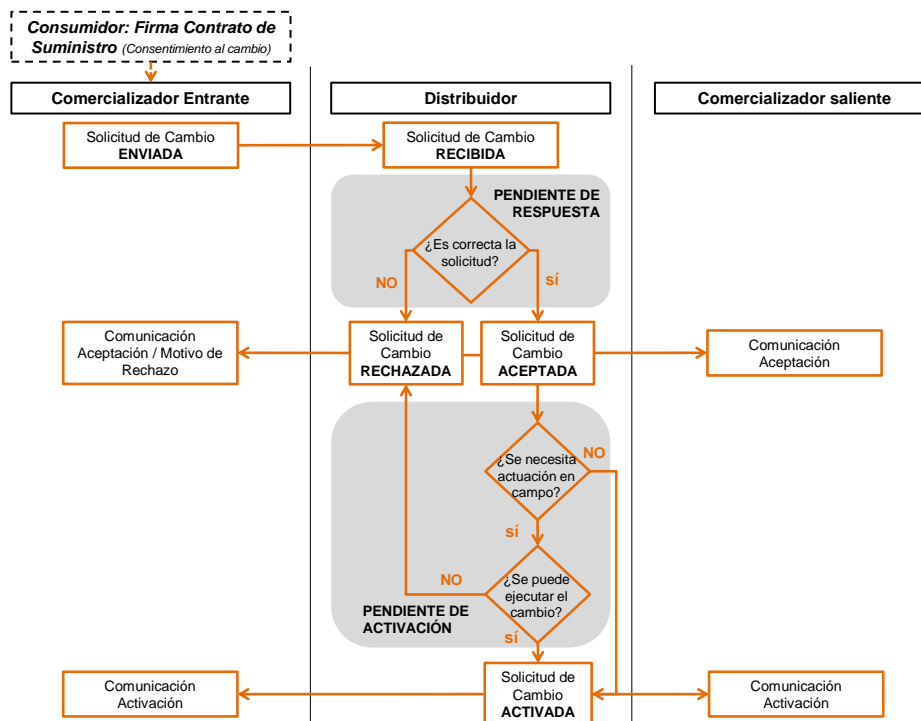 Consumidor: Firma Contrato de
Suministro (Consentimiento al cambio)
Comercializador Entrante
Distribuidor
Comercializador saliente
Solicitud de Cambio
ENVIADA
Solicitud de Cambio
RECIBIDA
PENDIENTE DE
RESPUESTA
¿Es correcta la
solicitud?
NO
sí
Comunicación
Aceptación / Motivo de
Rechazo
Solicitud de
Cambio
RECHAZADA
Solicitud de
Cambio
ACEPTADA
Comunicación
Aceptación
¿Se necesita
actuación en
campo?
NO
sí
¿Se puede
ejecutar el
cambio?
NO
PENDIENTE DE
ACTIVACIÓN
sí
Comunicación
Activación
Solicitud de
Cambio
ACTIVADA
Comunicación
Activación